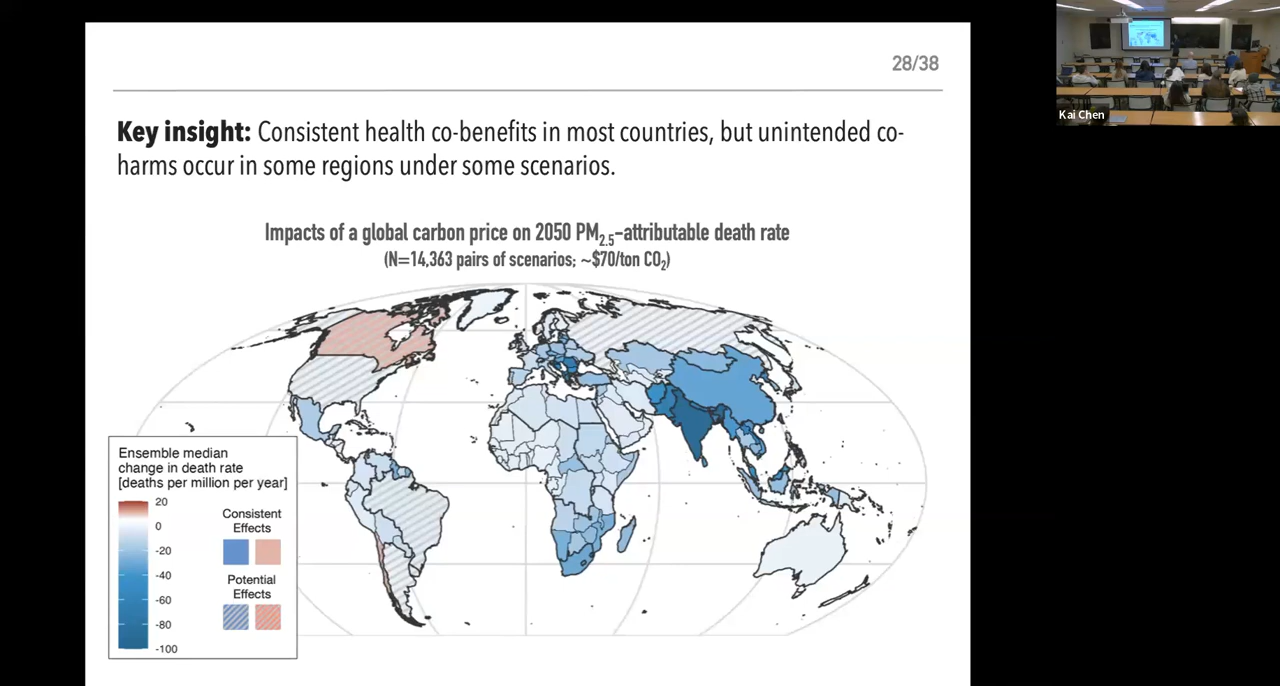 28/38
Key insight: Consistent health co-benefits in most countries, but unintended co-
harms occur in some regions under some scenarios.
Impacts of a global carbon price on 2050 PM2.5-attributable death rate
(N=14,363 pairs of scenarios; ~$70/ton CO2)
Ensemble median
change in death rate
[deaths per million per year]
20
0
-20
-40
-60
-80
-100
Consistent
Effects
Potential
Effects
Kai Chen